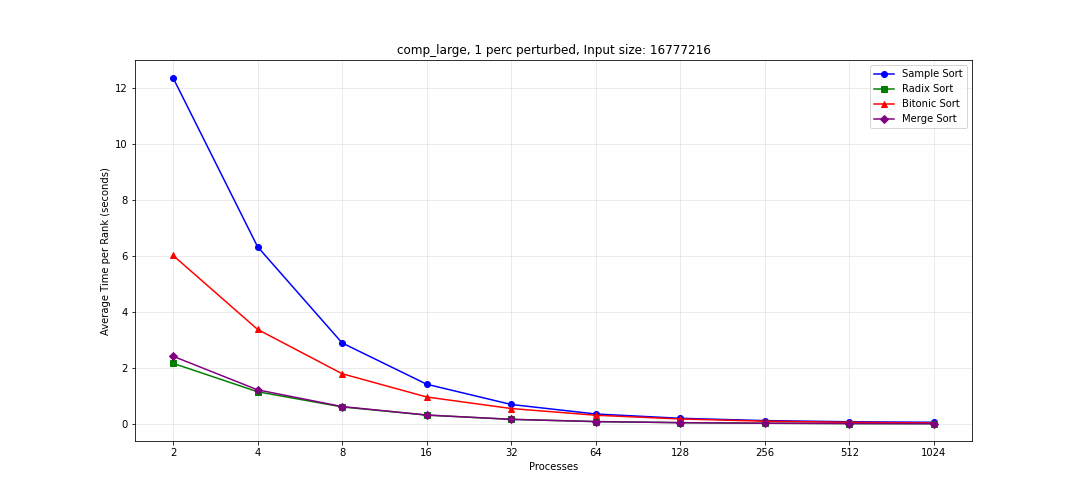 comp_large, 1 perc perturbed, Input size: 16777216
Sample Sort
Radix Sort
Bitonic Sort
Merge Sort
Average Time per Rank (seconds)
12
10
8
6
4
2
0
2 4 8 16 32 64 128 256 512 1024
Processes